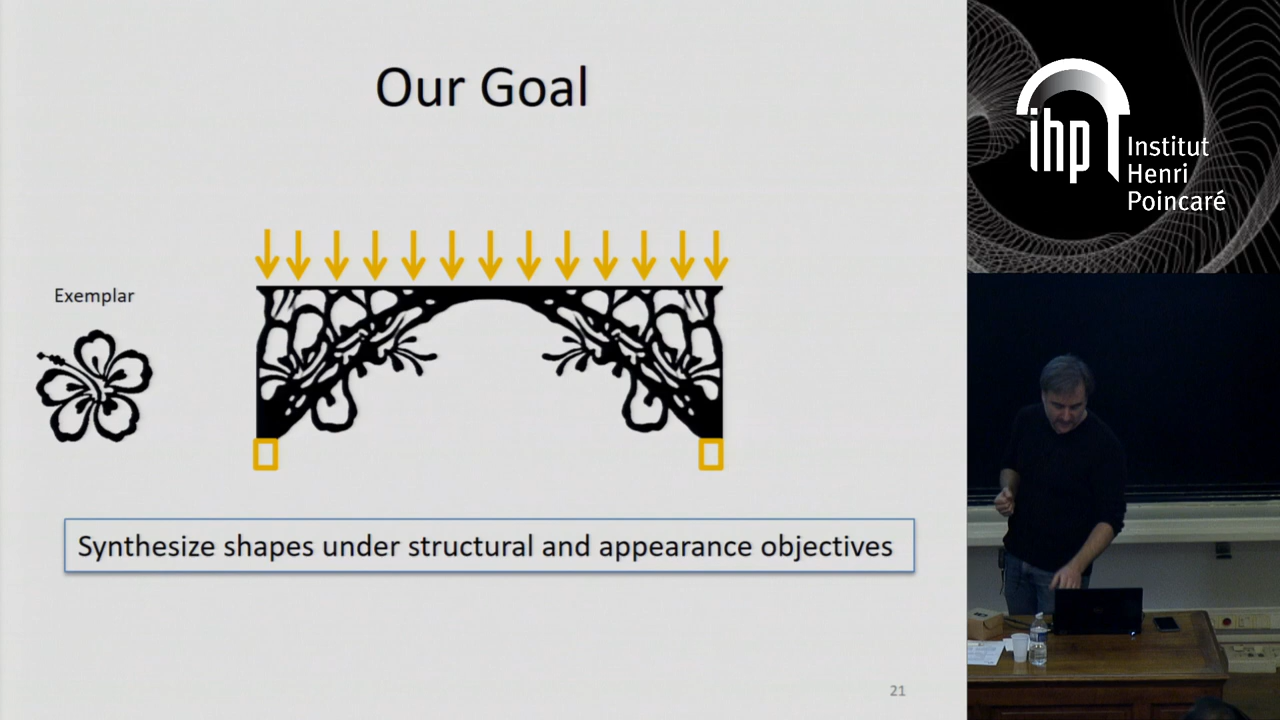 Our Goal
Exemplar
Synthesize shapes under structural and appearance objectives
21
ihp
Institut
Henri
Poincaré